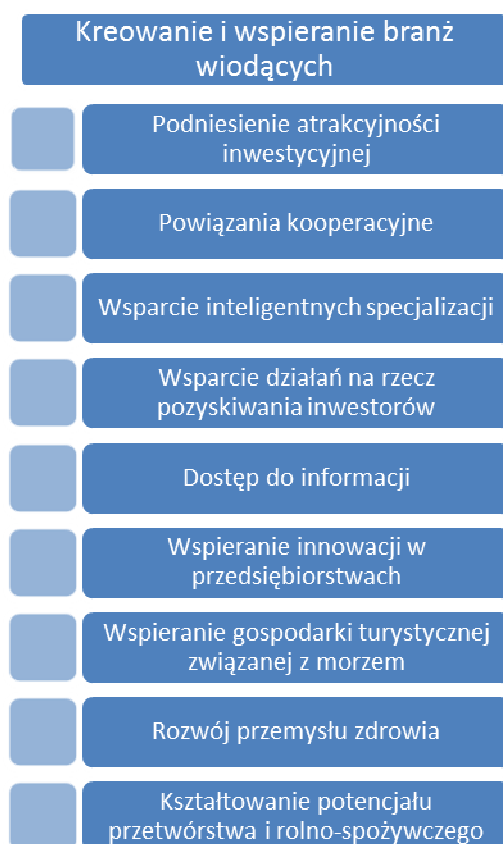 Kreowanie i wspieranie branż
wiodących
Podniesienie atrakcyjności
inwestycyjnej
Powiązania kooperacyjne
Wsparcie inteligentnych specjalizacji
Wsparcie działań na rzecz
pozyskiwania inwestorów
Dostęp do informacji
Wspieranie innowacji w
przedsiębiorstwach
Wspieranie gospodarki turystycznej
związanej z morzem
Rozwój przemysłu zdrowia
Kształtowanie potencjału
przetwórstwa i rolno-spożywczego